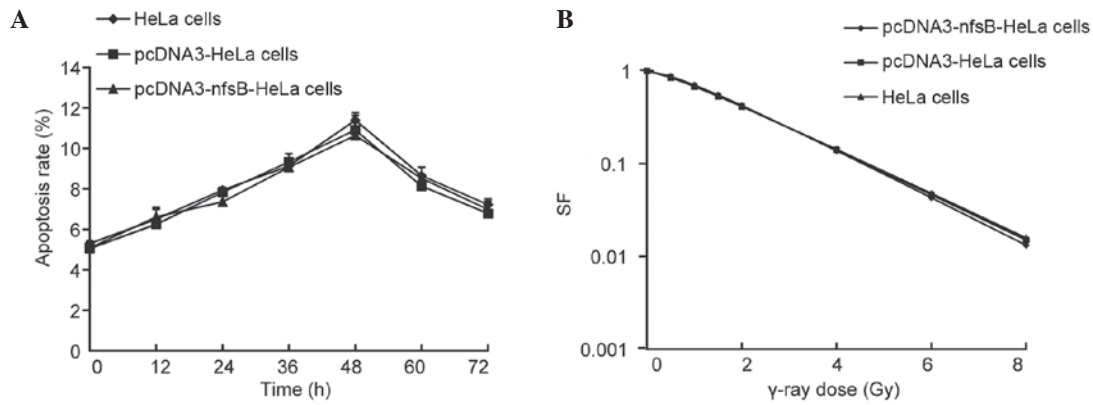 A
HeLa cells
pcDNA3-HeLa cells
pcDNA3-nfsB-HeLa cells
14
12
10
8
6
4
2
0
Apoptosis rate (%)
0 12 24 36 48 60 72
Time (h)
B
pcDNA3-nfsB-HeLa cells
pcDNA3-HeLa cells
HeLa cells
1
0.1
0.01
0.001
SF
0 2 4 6 8
γ-ray dose (Gy)